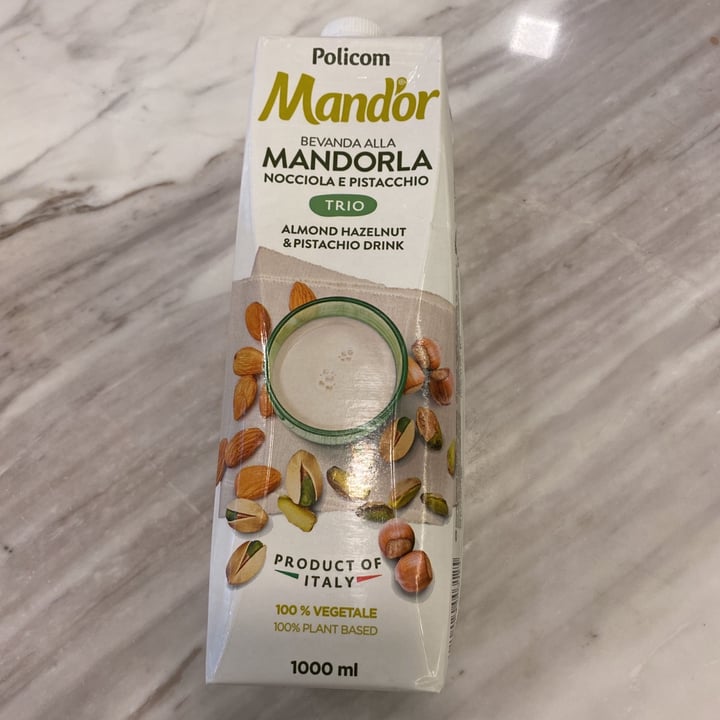 Policom
Mand'or
BEVANDA ALLA
MANDORLA
NOCCIOLA E PISTACCHIO
TRIO
ALMOND HAZELNUT
& PISTACHIO DRINK
PRODUCT OF
ITALY
100 % VEGETALE
100% PLANT BASED
1000 ml